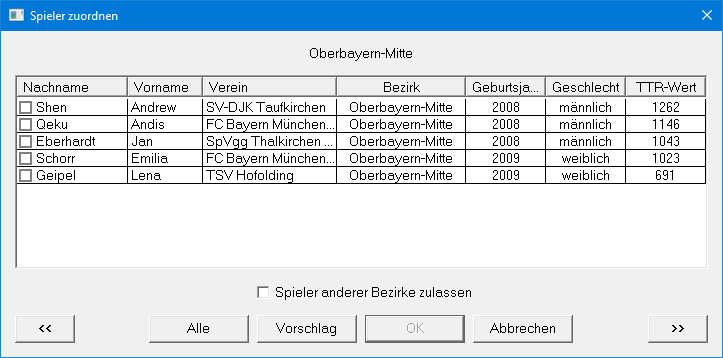 Spieler zuordnen
Oberbayern-Mitte
Nachname Vorname Verein Bezirk Geburtsja... Geschlecht TTR-Wert
Shen Andrew SV-DJK Taufkirchen Oberbayern-Mitte 2008 männlich 1262
Qeku Andis FC Bayern München... Oberbayern-Mitte 2008 männlich 1146
Eberhardt Jan SpVgg Thalkirchen ... Oberbayern-Mitte 2008 männlich 1043
Schorr Emilia FC Bayern München... Oberbayern-Mitte 2009 weiblich 1023
Geipel Lena TSV Hofolding Oberbayern-Mitte 2009 weiblich 691
Spieler anderer Bezirke zulassen
<< Alle Vorschlag OK Abbrechen >>